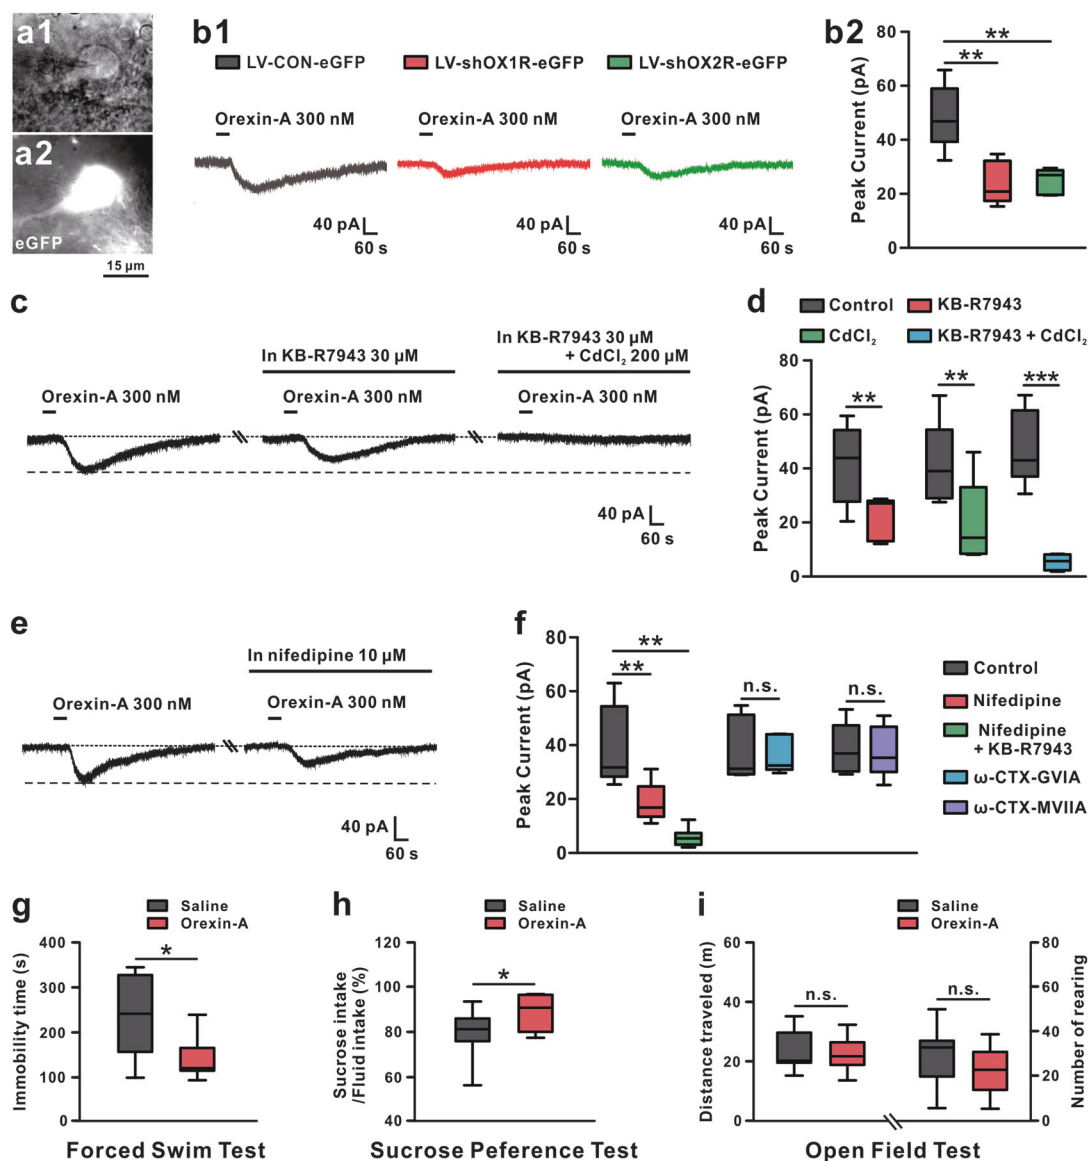 a1
a2
eGFP
15 µm
b1
LV-CON-eGFP
LV-shOX1R-eGFP
LV-shOX2R-eGFP
Orexin-A 300 nM
Orexin-A 300 nM
Orexin-A 300 nM
40 pA
60 s
40 pA
60 s
40 pA
60 s
b2
Peak Current (pA)
80
60
40
20
0
**
**
c
In KB-R7943 30 µM
In KB-R7943 30 µM
+ CdCl₂ 200 µM
Orexin-A 300 nM
Orexin-A 300 nM
Orexin-A 300 nM
40 pA
60 s
d
Control
KB-R7943
CdCl₂
KB-R7943 + CdCl₂
Peak Current (pA)
80
60
40
20
0
**
**
***
e
In nifedipine 10 µM
Orexin-A 300 nM
Orexin-A 300 nM
40 pA
60 s
40 pA
60 s
f
Peak Current (pA)
80
60
40
20
0
**
**
n.s.
n.s.
Control
Nifedipine
Nifedipine
+ KB-R7943
ω-CTX-GVIA
ω-CTX-MVIIA
g
Saline
Orexin-A
Immobility time (s)
400
300
200
100
0
*
Forced Swim Test
h
Saline
Orexin-A
Sucrose intake
/Fluid intake (%)
120
100
80
60
40
*
Sucrose Peference Test
i
Saline
Orexin-A
Distance traveled (m)
60
40
20
0
n.s.
n.s.
80
60
40
20
0
Number of rearing
Open Field Test